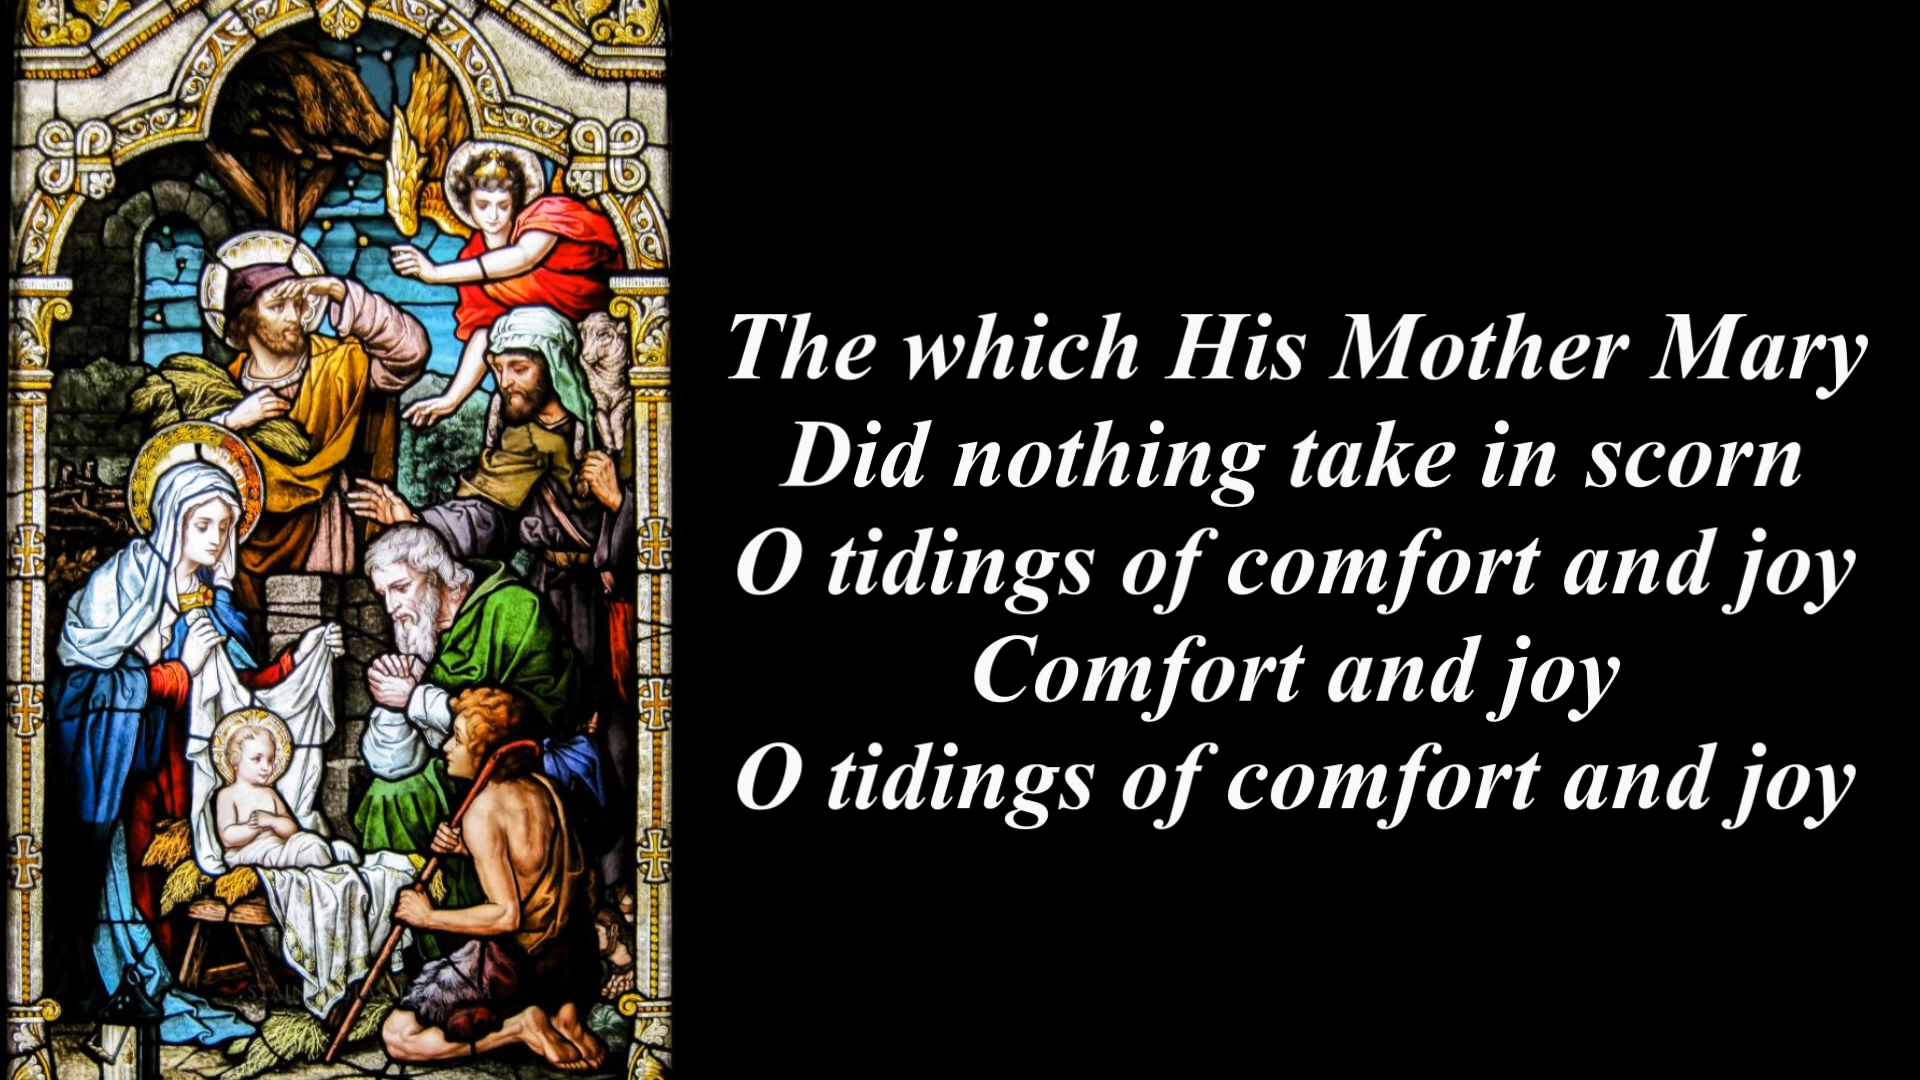 The which His Mother Mary
Did nothing take in scorn
O tidings of comfort and joy
Comfort and joy
O tidings of comfort and joy